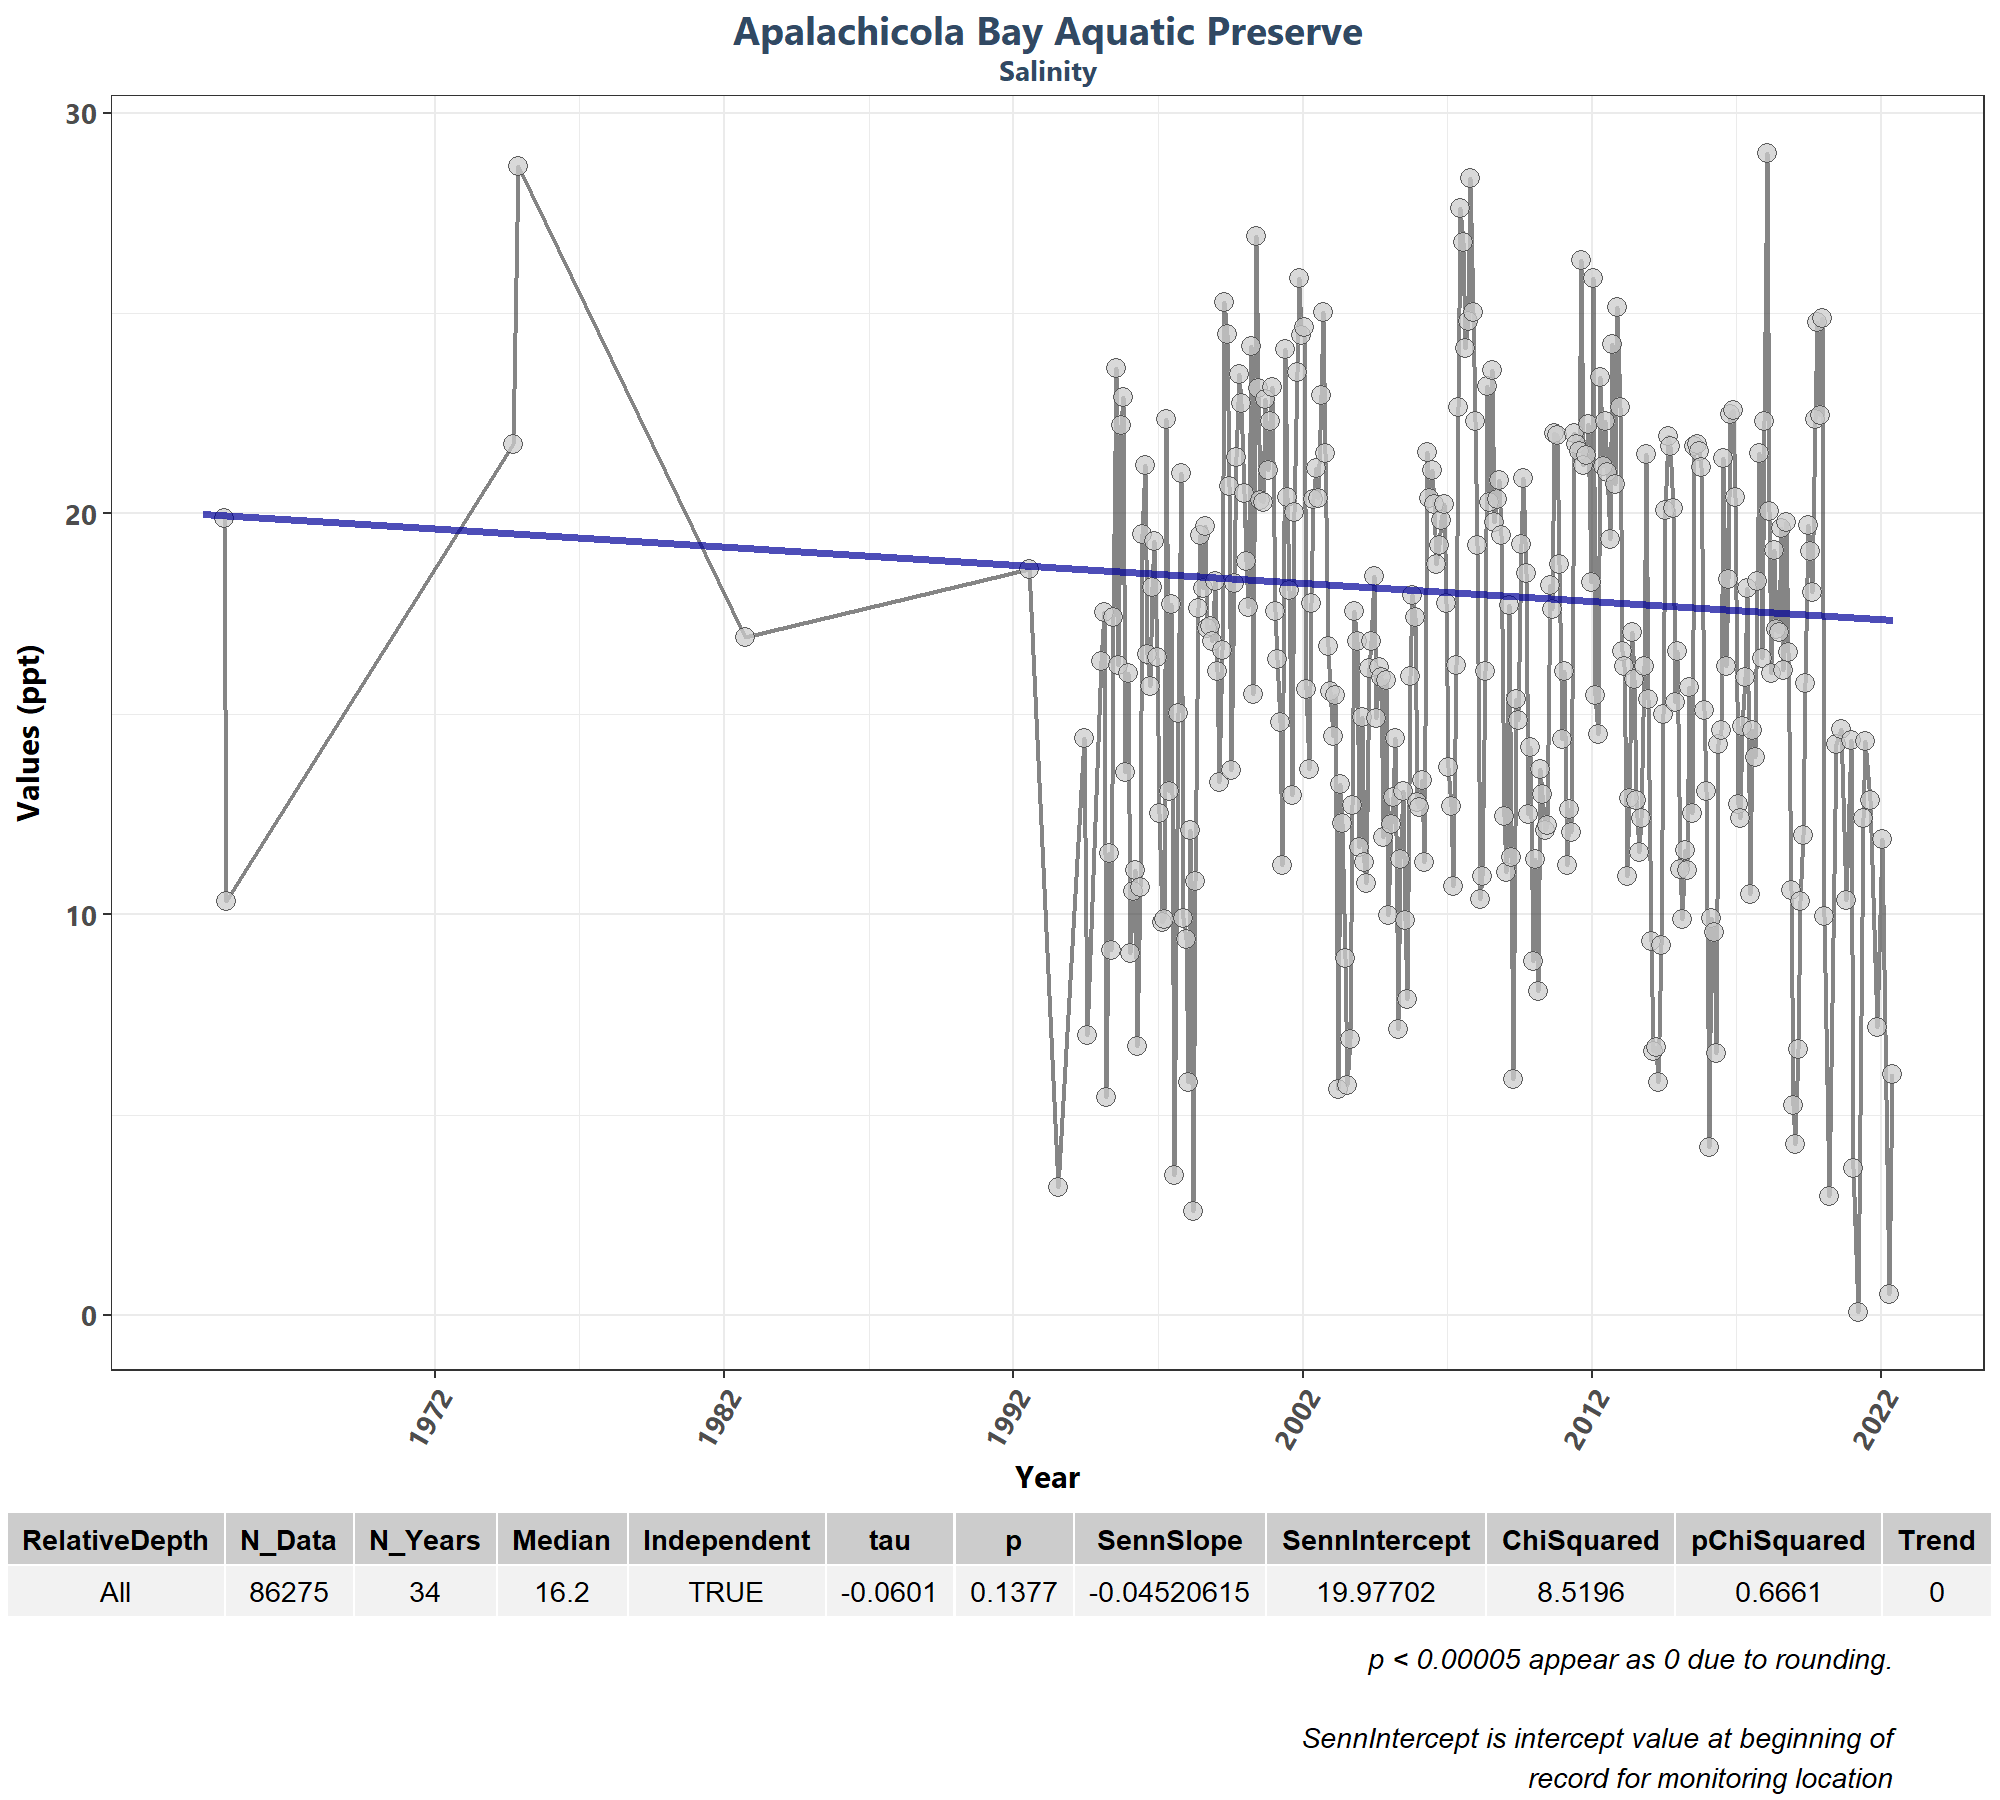 Apalachicola Bay Aquatic Preserve
Salinity
30
20
10
0
Values (ppt)
1972
1982
1992
2002
2012
2022
Year
RelativeDepth N_Data N_Years Median Independent tau p SennSlope SennIntercept ChiSquared pChiSquared Trend
All 86275 34 16.2 TRUE -0.0601 0.1377 -0.04520615 19.97702 8.5196 0.6661 0
p < 0.00005 appear as 0 due to rounding.
SennIntercept is intercept value at beginning of
record for monitoring location